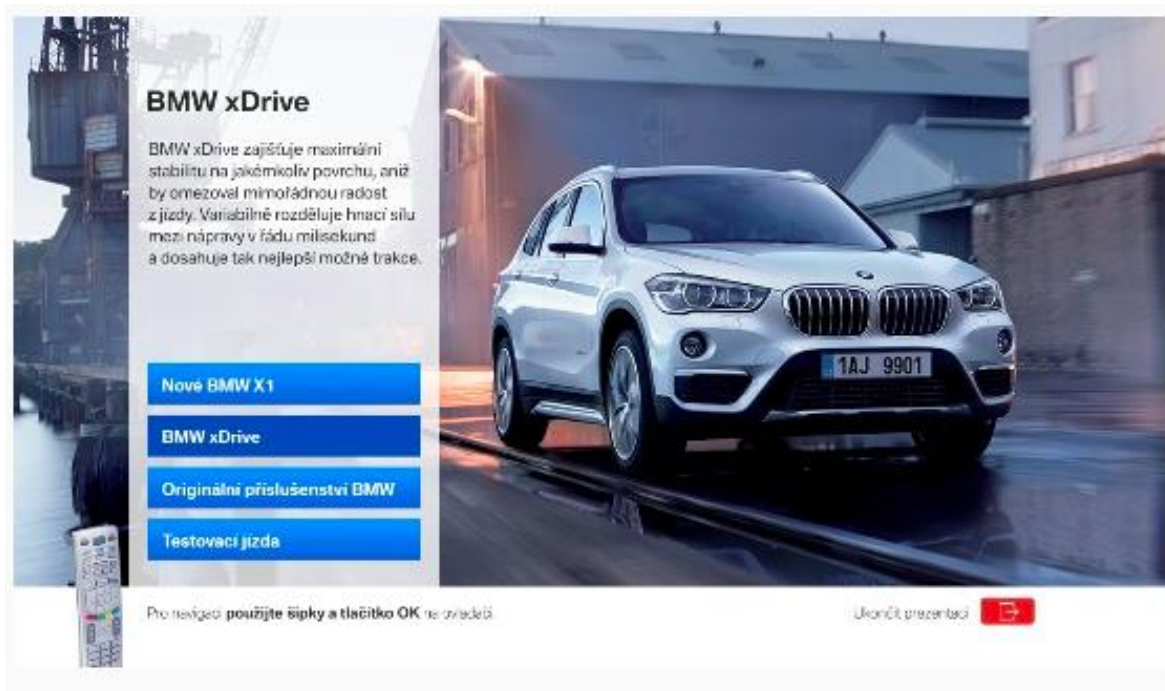 BMW xDrive
BMW xDrive zajišťuje maximální
stabilitu na jakémkoliv povrchu, aniž
by omezoval mimořádnou radost
z jízdy. Variabilně rozděluje hnací sílu
mezi nápravy v řádu milisekund
a dosahuje tak nejlepší možné trakce.
Nové BMW X1
BMW xDrive
Originální příslušenství BMW
Testovací jízda
1AJ 9901
Pro navigaci použijte šipky a tlačítko OK na ovladači
Ukončit prezentaci